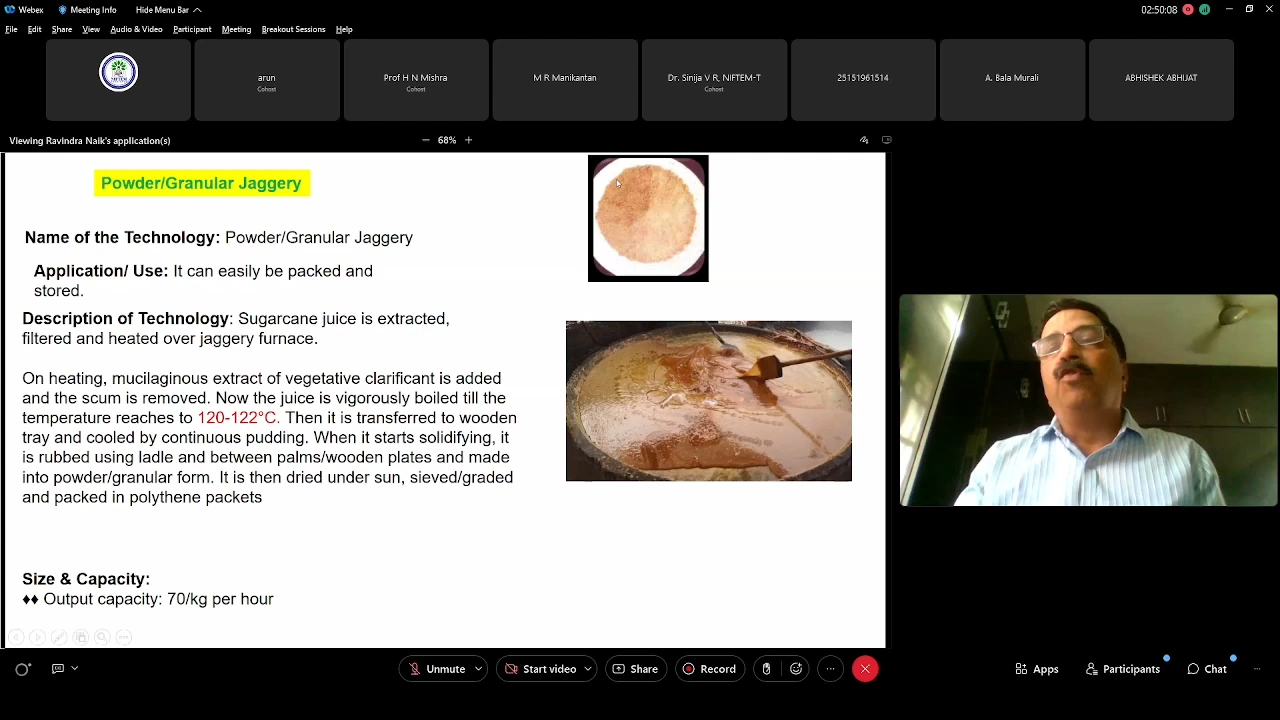 Webex
Meeting Info
Hide Menu Bar
02:50:08
File Edit Share View Audio & Video Participant Meeting Breakout Sessions Help
arun
Cohost
Prof H N Mishra
Cohost
M R Manikantan
Dr. Sinija V R, NIFTEM-T
Cohost
25151961514
A. Bala Murali
ABHISHEK ABHIJAT
Viewing Ravindra Naik's application(s)
− 68% +
Powder/Granular Jaggery
Name of the Technology: Powder/Granular Jaggery
Application/ Use: It can easily be packed and
stored.
Description of Technology: Sugarcane juice is extracted,
filtered and heated over jaggery furnace.
On heating, mucilaginous extract of vegetative clarificant is added
and the scum is removed. Now the juice is vigorously boiled till the
temperature reaches to 120-122°C. Then it is transferred to wooden
tray and cooled by continuous pudding. When it starts solidifying, it
is rubbed using ladle and between palms/wooden plates and made
into powder/granular form. It is then dried under sun, sieved/graded
and packed in polythene packets
Size & Capacity:
♦♦ Output capacity: 70/kg per hour
Unmute
Start video
Share
Record
Apps
Participants
Chat